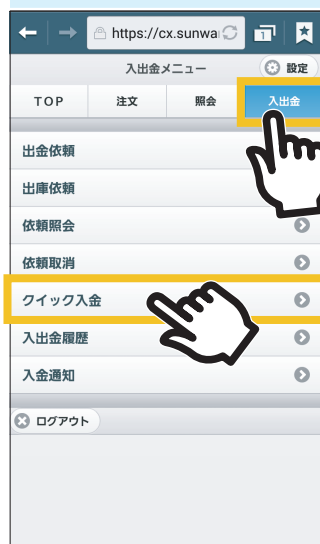 https://cx.sunwa
1
入出金メニュー
設定
TOP 注文 照会 入出金
出金依頼
出庫依頼
依頼照会
依頼取消
クイック入金
入出金履歴
入金通知
ログアウト